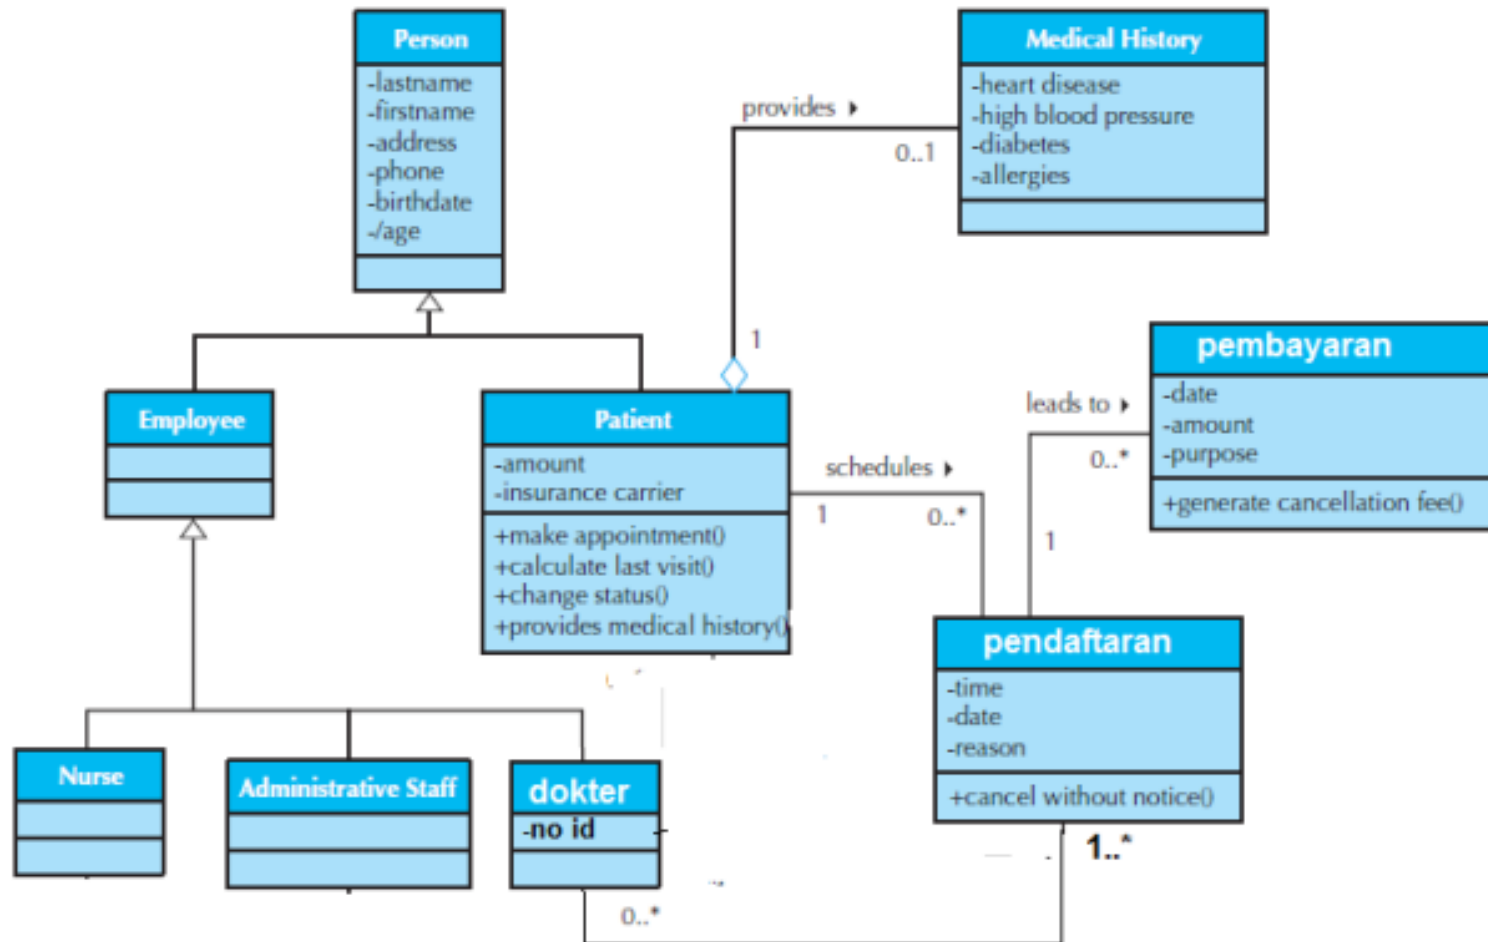 Person
-lastname
-firstname
-address
-phone
-birthdate
-/age
Medical History
-heart disease
-high blood pressure
-diabetes
-allergies
provides
0..1
1
Employee
Patient
-amount
-insurance carrier
+make appointment()
+calculate last visit()
+change status()
+provides medical history()
schedules
1
0..*
pembayaran
-date
-amount
-purpose
+generate cancellation fee()
leads to
0..*
1
pendaftaran
-time
-date
-reason
+cancel without notice()
1..*
Nurse
Administrative Staff
dokter
-no id
0..*